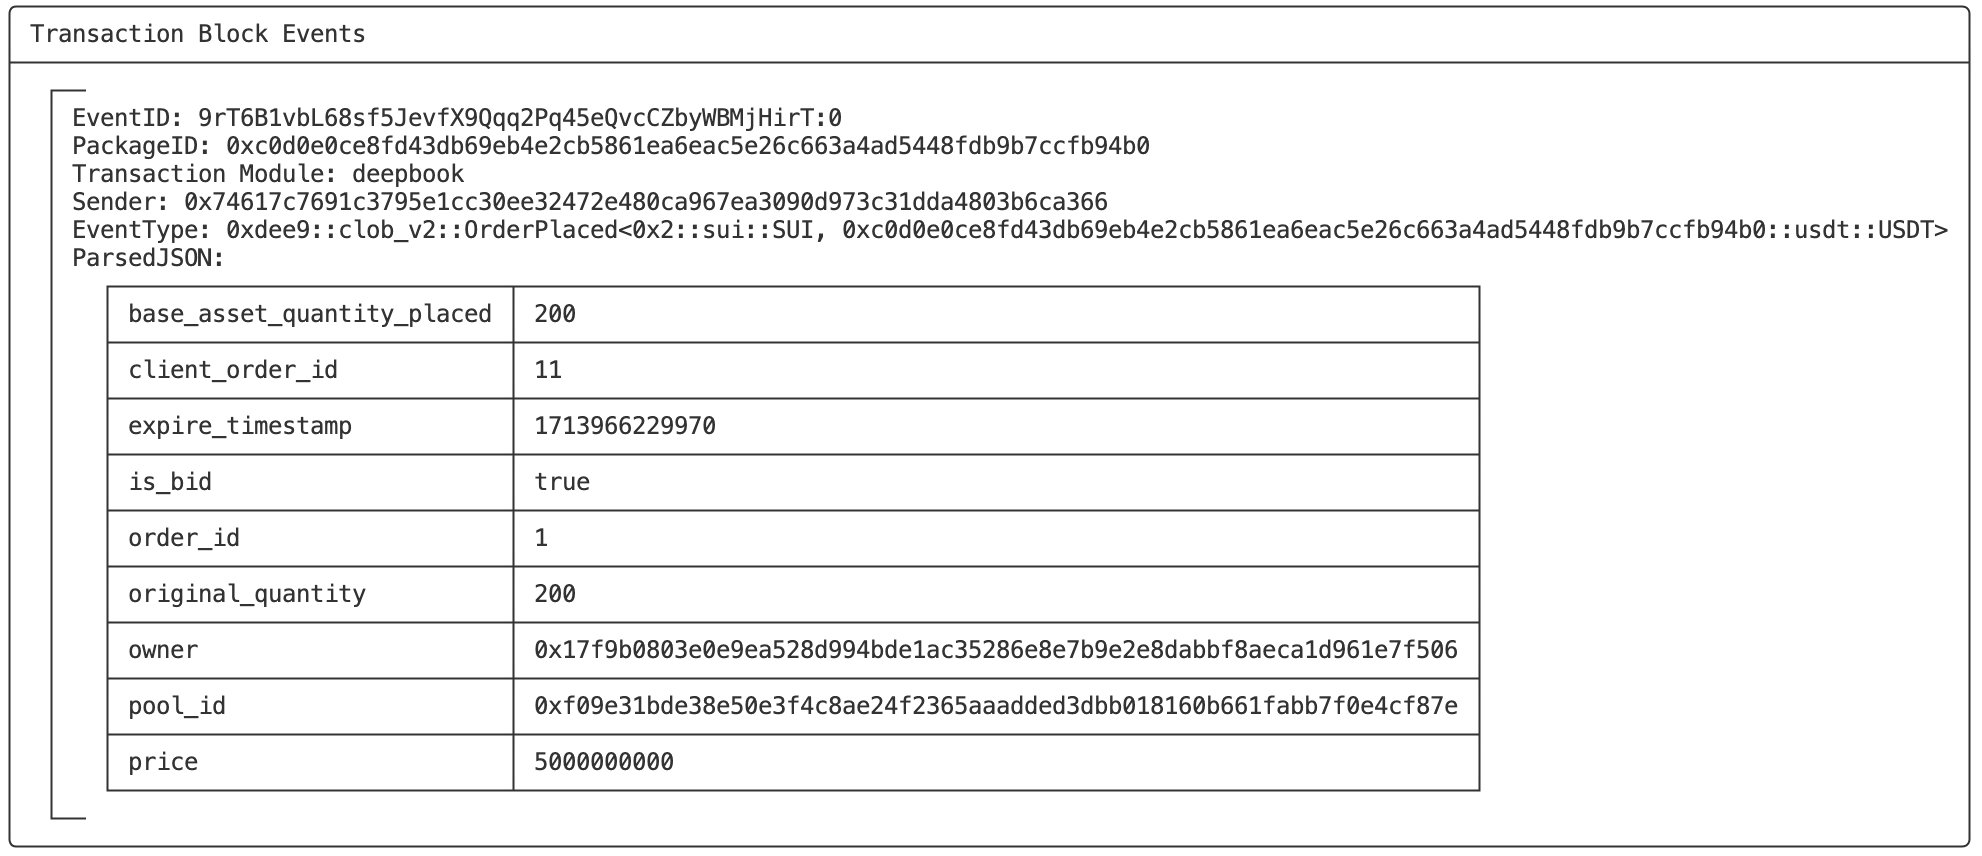 Transaction Block Events
EventID: 9rT6B1vbL68sf5JevfX9Qqq2Pq45eQvcCZbyWBMjHirT:0
PackageID: 0xc0d0e0ce8fd43db69eb4e2cb5861ea6eac5e26c663a4ad5448fdb9b7ccfb94b0
Transaction Module: deepbook
Sender: 0x74617c7691c3795e1cc30ee32472e480ca967ea3090d973c31dda4803b6ca366
EventType: 0xdee9::clob_v2::OrderPlaced<0x2::sui::SUI, 0xc0d0e0ce8fd43db69eb4e2cb5861ea6eac5e26c663a4ad5448fdb9b7ccfb94b0::usdt::USDT>
ParsedJSON:
base_asset_quantity_placed 200
client_order_id 11
expire_timestamp 1713966229970
is_bid true
order_id 1
original_quantity 200
owner 0x17f9b0803e0e9ea528d994bde1ac35286e8e7b9e2e8dabbf8aeca1d961e7f506
pool_id 0xf09e31bde38e50e3f4c8ae24f2365aaadded3dbb018160b661fabb7f0e4cf87e
price 5000000000